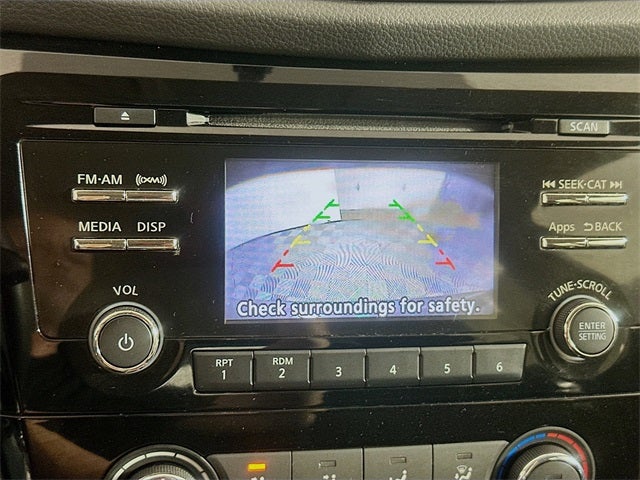 SCAN
FM·AM ((XM))
SEEK·CAT
MEDIA DISP
Apps BACK
Check surroundings for safety.
VOL
TUNE·SCROLL
ENTER
SETTING
RPT
1
RDM
2
3
4
5
6